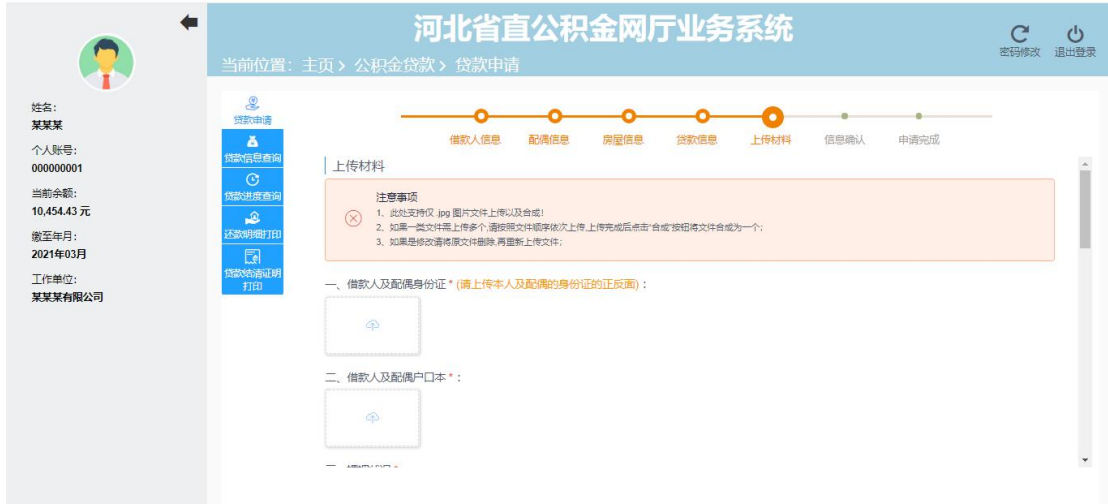 河北省直公积金网厅业务系统
密码修改
退出登录
当前位置：主页 > 公积金贷款 > 贷款申请
姓名：
某某某
个人账号：
000000001
当前余额：
10,454.43 元
缴至年月：
2021年03月
工作单位：
某某某有限公司
贷款申请
贷款信息查询
贷款进度查询
还款明细打印
贷款结清证明
打印
借款人信息
配偶信息
房屋信息
贷款信息
上传材料
信息确认
申请完成
上传材料
注意事项
1、此处支持仅 .jpg 图片文件上传以及合成!
2、如果一类文件需上传多个,请按照文件顺序依次上传,上传完成后点击“合成”按钮将文件合成为一个;
3、如果是修改请将原文件删除,再重新上传文件;
一、借款人及配偶身份证 * (请上传本人及配偶的身份证的正反面)：
二、借款人及配偶户口本 *：